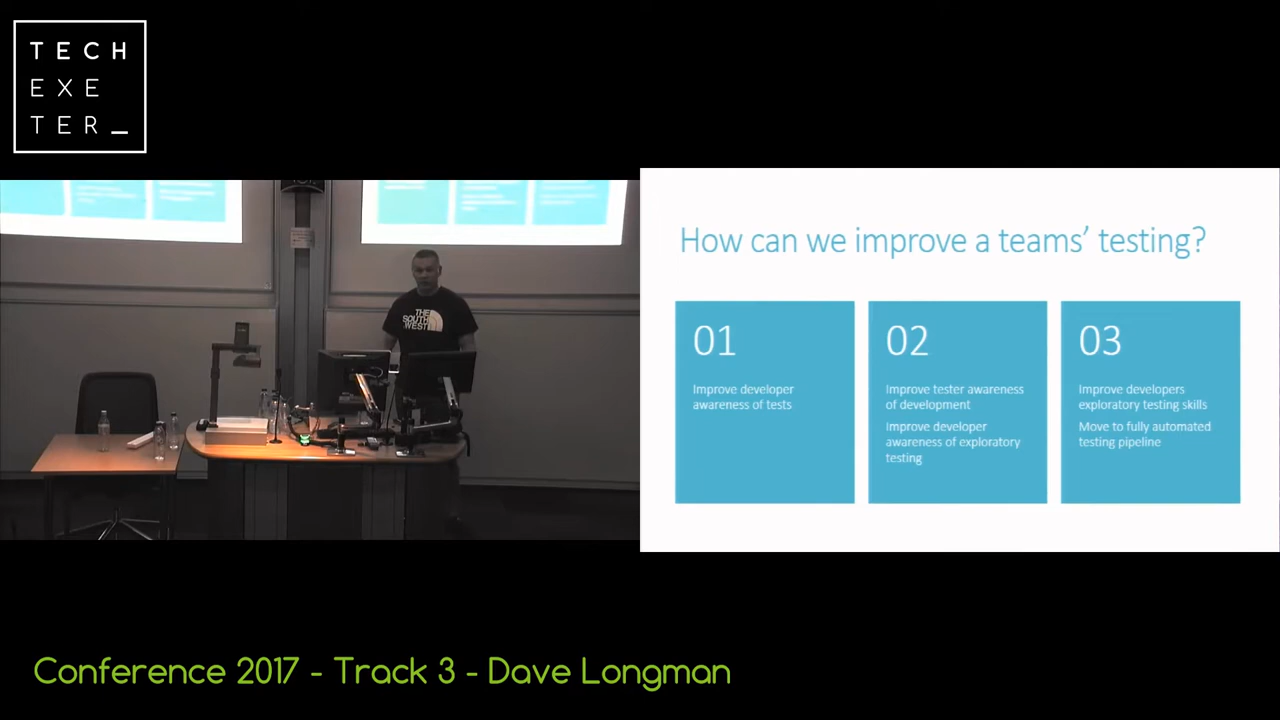 TECH
EXE
TER_
THE
SOUTH
WEST
How can we improve a teams’ testing?
01
Improve developer
awareness of tests
02
Improve tester awareness
of development
Improve developer
awareness of exploratory
testing
03
Improve developers
exploratory testing skills
Move to fully automated
testing pipeline
Conference 2017 - Track 3 - Dave Longman